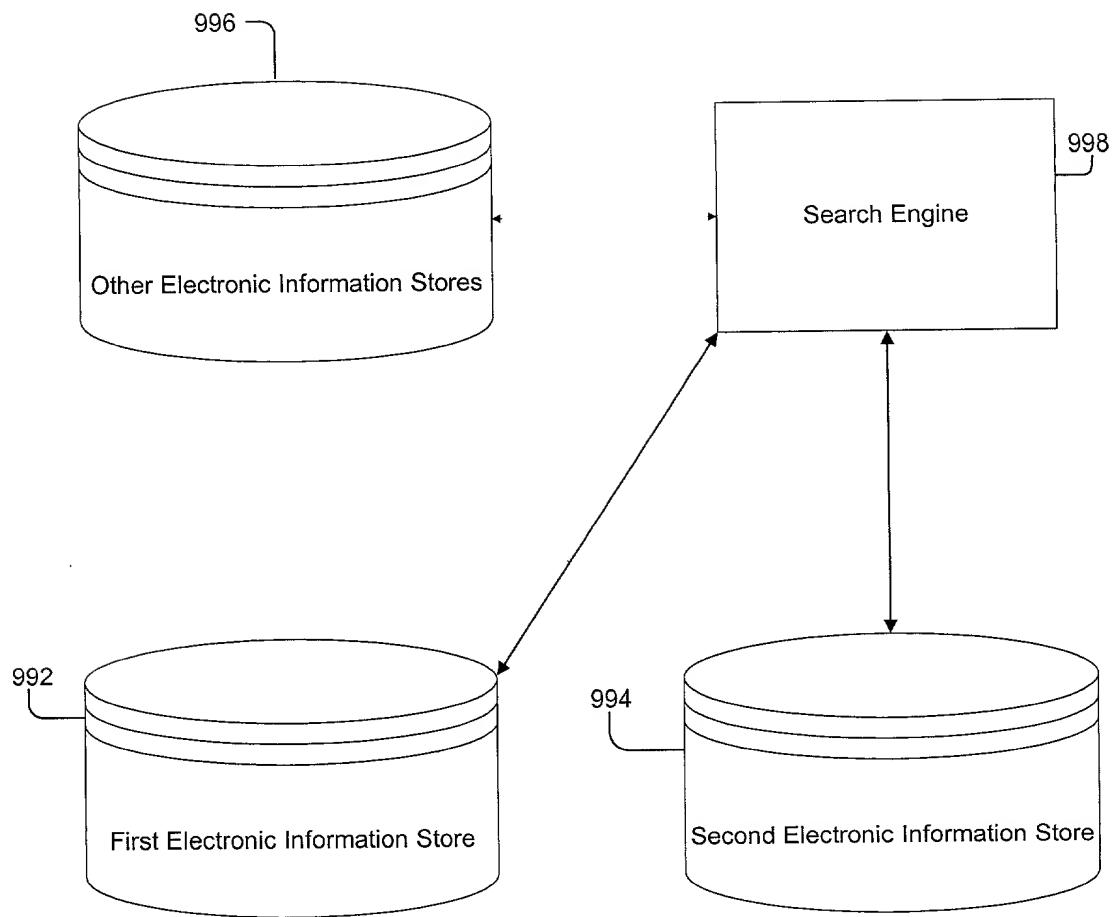 996
998
Search Engine
Other Electronic Information Stores
992
994
First Electronic Information Store
Second Electronic Information Store